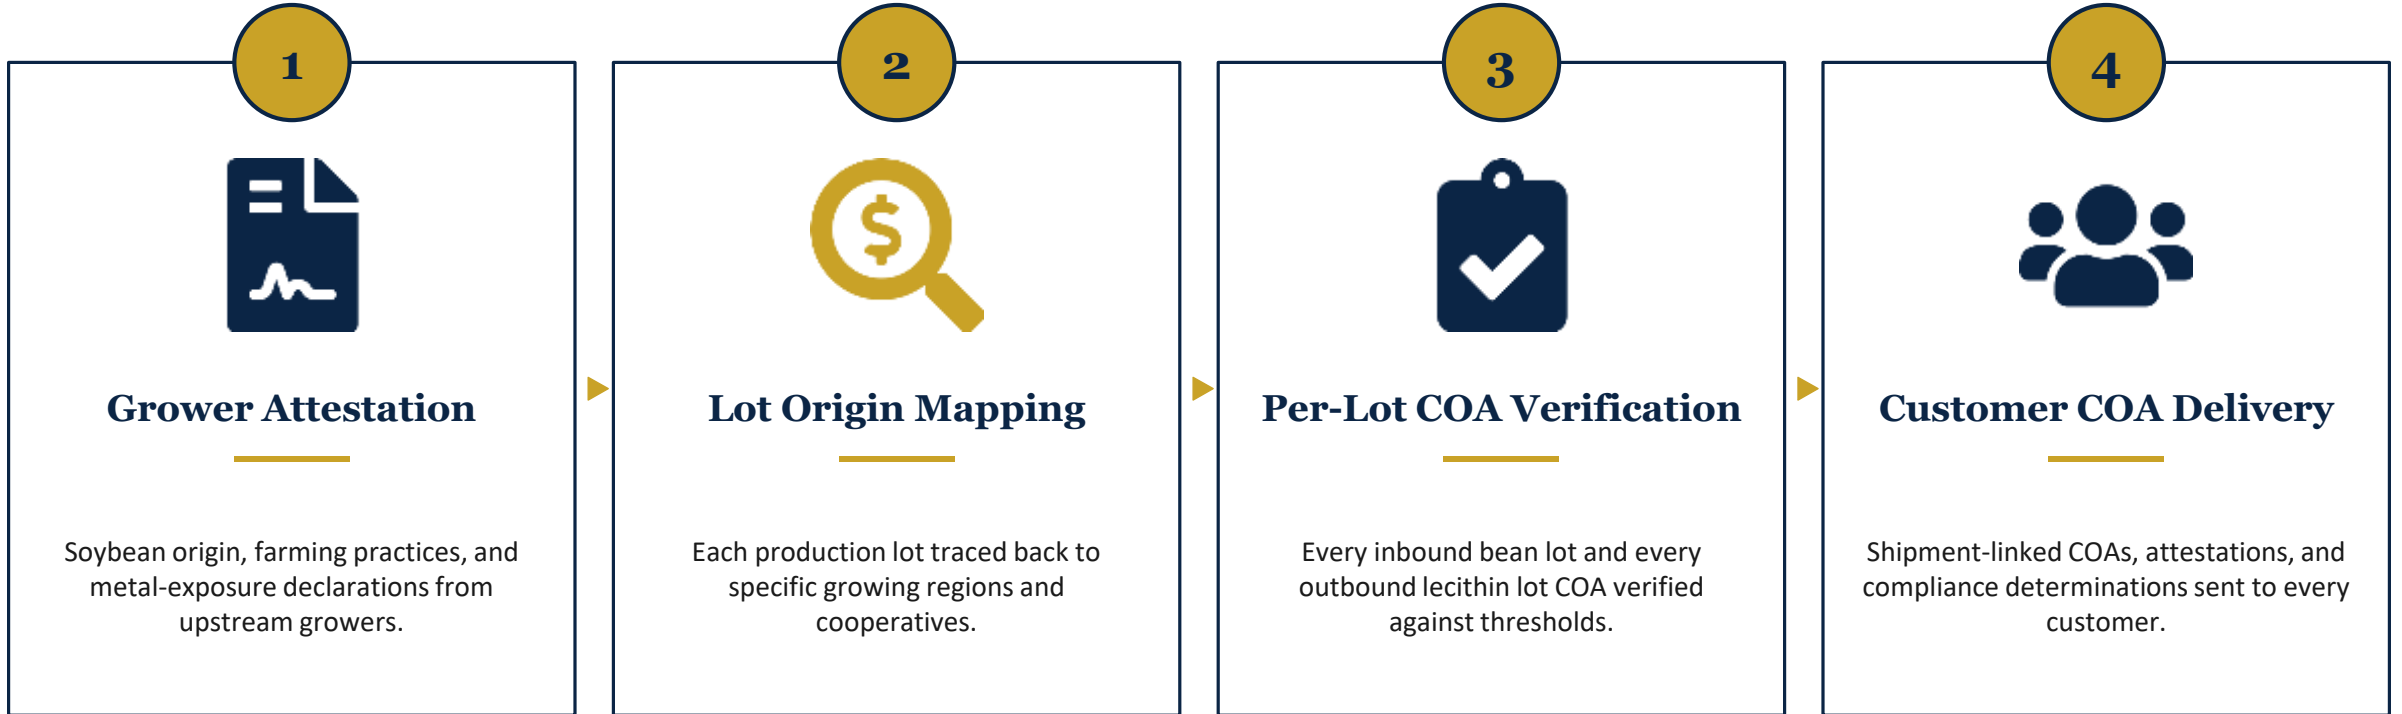 1
Grower Attestation
Soybean origin, farming practices, and
metal-exposure declarations from
upstream growers.
2
$
Lot Origin Mapping
Each production lot traced back to
specific growing regions and
cooperatives.
3
Per-Lot COA Verification
Every inbound bean lot and every
outbound lecithin lot COA verified
against thresholds.
4
Customer COA Delivery
Shipment-linked COAs, attestations, and
compliance determinations sent to every
customer.